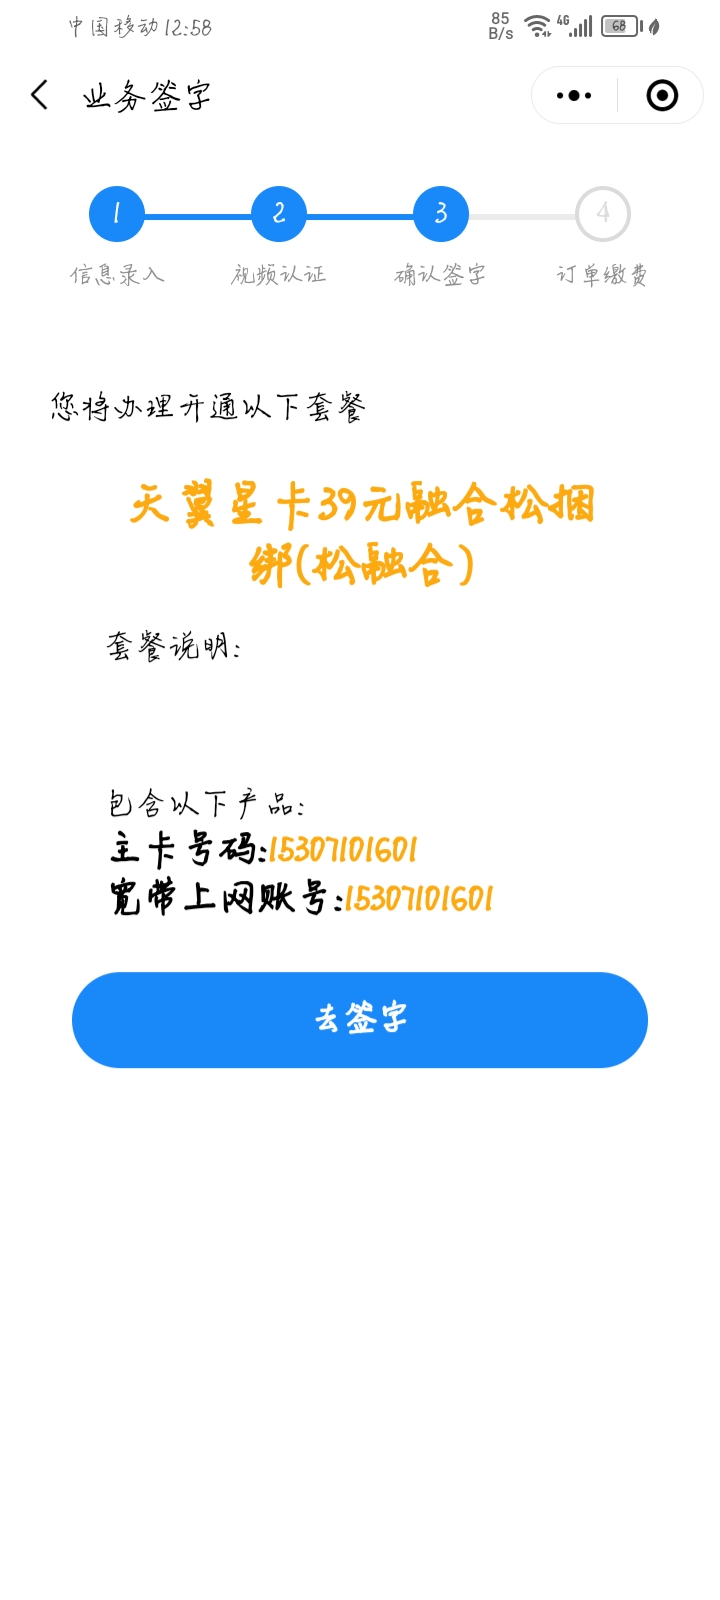 中国移动 12:58
85 B/s
4G
68
业务签字
1 2 3 4
信息录入 视频认证 确认签字 订单缴费
您将办理开通以下套餐
天翼星卡39元融合松捆
绑(松融合)
套餐说明:
包含以下产品:
主卡号码:15307101601
宽带上网账号:15307101601
去签字